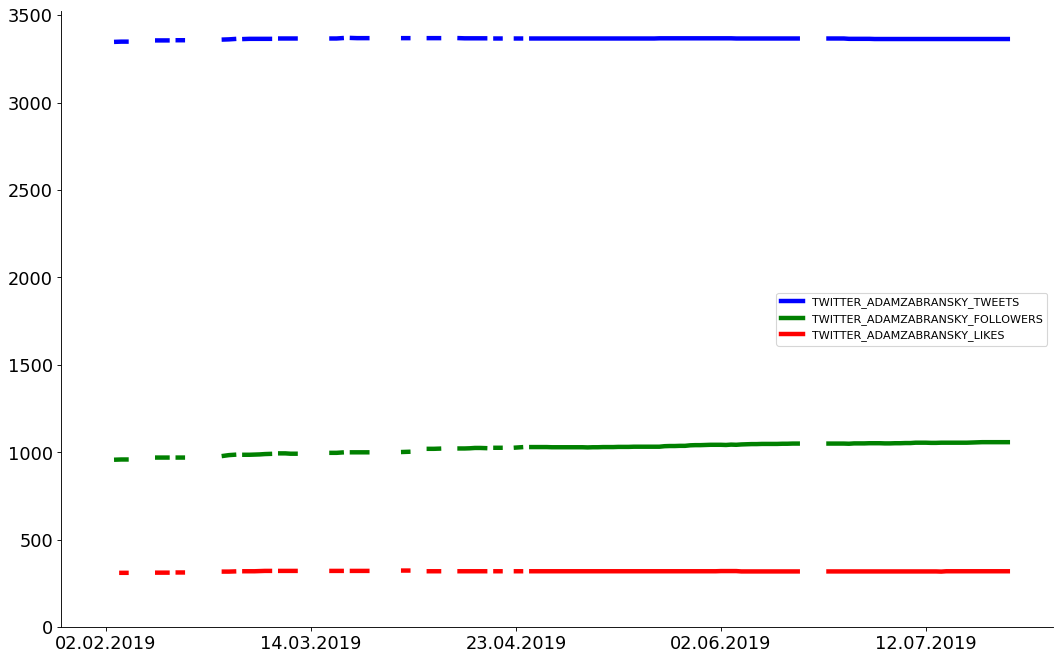 3500
3000
2500
2000
1500
1000
500
0
TWITTER_ADAMZABRANSKY_TWEETS
TWITTER_ADAMZABRANSKY_FOLLOWERS
TWITTER_ADAMZABRANSKY_LIKES
02.02.2019 14.03.2019 23.04.2019 02.06.2019 12.07.2019